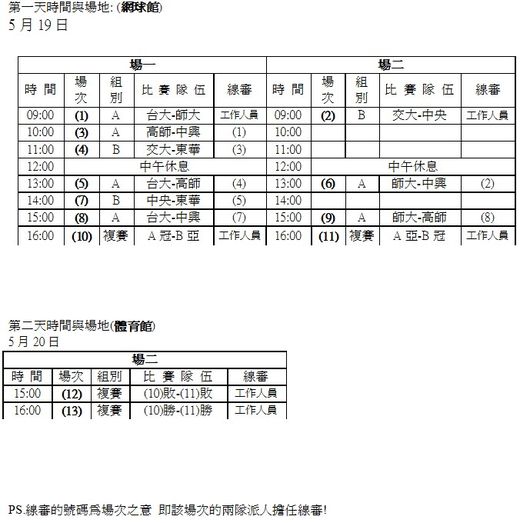 第一天時間與場地: (網球館)
5 月 19 日
場一 場二
時 間 場次 組別 比 賽 隊 伍 線審 時 間 場次 組別 比 賽 隊 伍 線審
09:00 (1) A 台大-師大 工作人員 09:00 (2) B 交大-中央 工作人員
10:00 (3) A 高師-中興 (1) 10:00
11:00 (4) B 交大-東華 (3) 11:00
12:00 中午休息 12:00 中午休息
13:00 (5) A 台大-高師 (4) 13:00 (6) A 師大-中興 (2)
14:00 (7) B 中央-東華 (5) 14:00
15:00 (8) A 台大-中興 (7) 15:00 (9) A 師大-高師 (8)
16:00 (10) 複賽 A 冠-B 亞 工作人員 16:00 (11) 複賽 A 亞-B 冠 工作人員
第二天時間與場地(體育館)
5 月 20 日
場二
時 間 場次 組別 比 賽 隊 伍 線審
15:00 (12) 複賽 (10)敗-(11)敗 工作人員
16:00 (13) 複賽 (10)勝-(11)勝 工作人員
PS.線審的號碼為場次之意 即該場次的兩隊派人擔任線審!